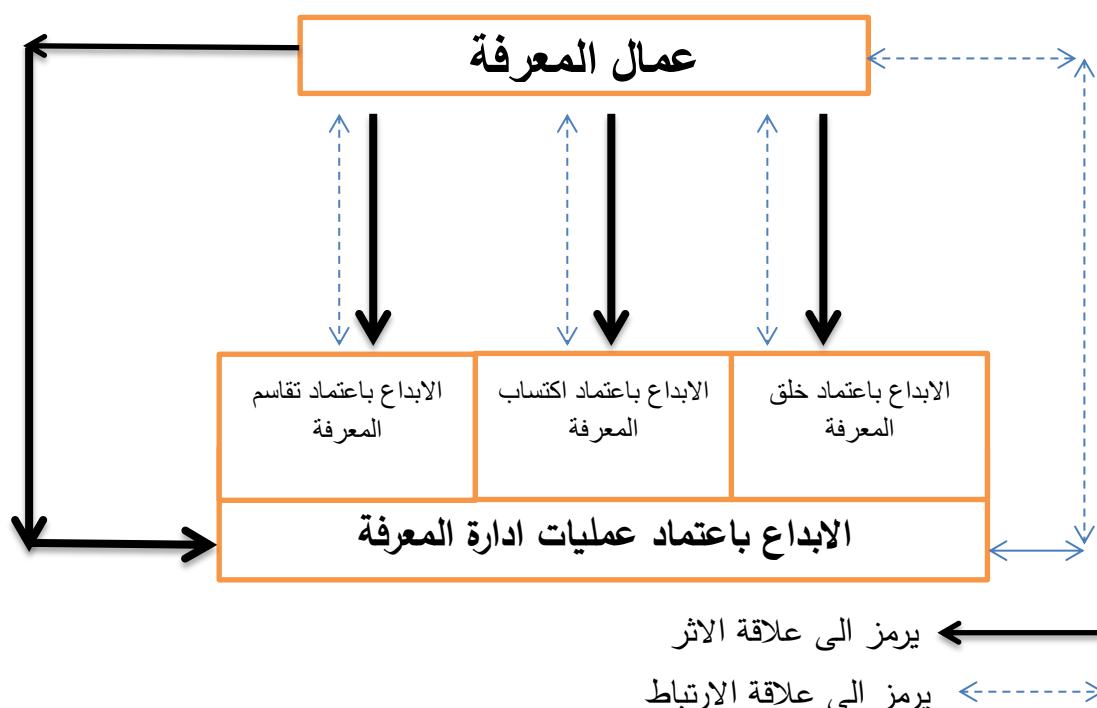 عمال المعرفة
الابداع باعتماد خلق
المعرفة
الابداع باعتماد اكتساب
المعرفة
الابداع باعتماد تقاسم
المعرفة
الابداع باعتماد عمليات ادارة المعرفة
يرمز الى علاقة الاثر
يرمز الى علاقة الارتباط